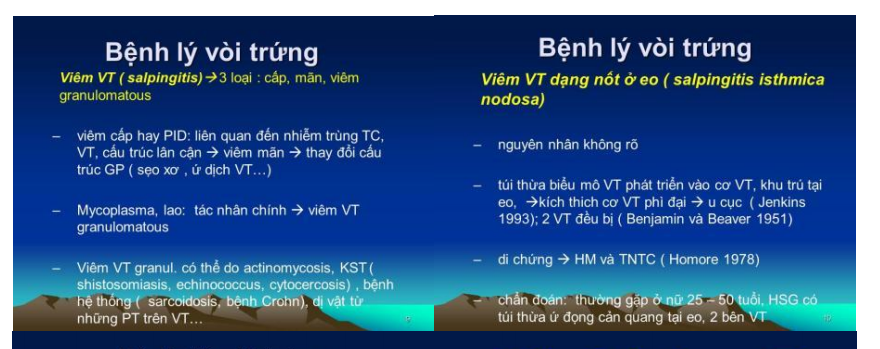 Bệnh lý vòi trứng
Viêm VT ( salpingitis)→3 loại : cấp, mãn, viêm
granulomatous
– viêm cấp hay PID: liên quan đến nhiễm trùng TC,
VT, cấu trúc lân cận → viêm mãn → thay đổi cấu
trúc GP ( sẹo xơ , ứ dịch VT…)
– Mycoplasma, lao: tác nhân chính → viêm VT
granulomatous
– Viêm VT granul. có thể do actinomycosis, KST (
shistosomiasis, echinococcus, cytocercosis) , bệnh
hệ thống ( sarcoidosis, bệnh Crohn), dị vật từ
những PT trên VT…
9
Bệnh lý vòi trứng
Viêm VT dạng nốt ở eo ( salpingitis isthmica
nodosa)
– nguyên nhân không rõ
– túi thừa biểu mô VT phát triển vào cơ VT, khu trú tại
eo, →kích thich cơ VT phì đại → u cục ( Jenkins
1993); 2 VT đều bị ( Benjamin và Beaver 1951)
– di chứng → HM và TNTC ( Homore 1978)
– chẩn đoán: thường gặp ở nữ 25 – 50 tuổi, HSG có
túi thừa ứ đọng cản quang tại eo, 2 bên VT
10